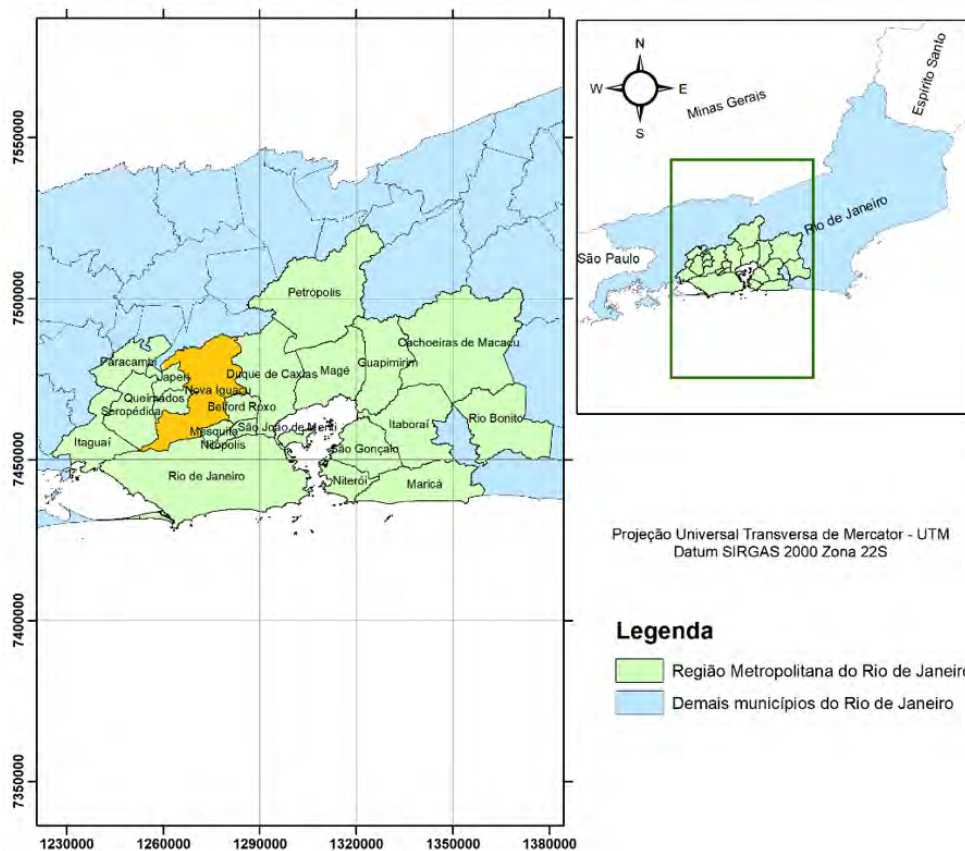 7550000
7500000
7450000
7400000
7350000
1230000
1260000
1290000
1320000
1350000
1380000
Petrópolis
Cachoeiras de Macacu
Paracambi
Japeri
Duque de Caxias
Magé
Guapimirim
Nova Iguaçu
Queimados
Belford Roxo
Seropédica
Rio Bonito
Itaboraí
Mesquita
São João de Meriti
Nilópolis
Itaguaí
São Gonçalo
Rio de Janeiro
Niterói
Maricá
N
W
E
S
Minas Gerais
Espírito Santo
Rio de Janeiro
São Paulo
Projeção Universal Transversa de Mercator - UTM
Datum SIRGAS 2000 Zona 22S
Legenda
Região Metropolitana do Rio de Janeir
Demais municípios do Rio de Janeiro